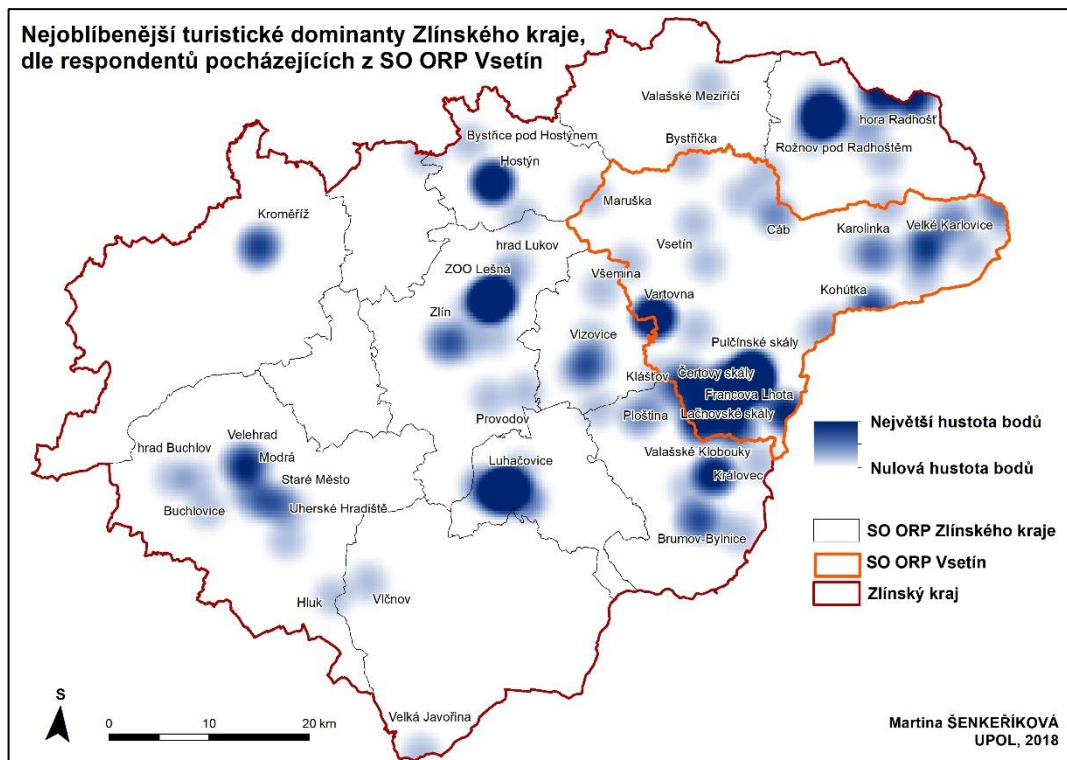 Nejoblíbenější turistické dominanty Zlínského kraje,
dle respondentů pocházejících z SO ORP Vsetín
Valašské Meziříčí
hora Radhošť
Bystřice pod Hostýnem
Bystřička
Rožnov pod Radhoštěm
Hostýn
Maruška
Kroměříž
Cáb
Karolinka
Velké Karlovice
hrad Lukov
Vsetín
ZOO Lešná
Všemina
Kohútka
Vartovna
Zlín
Vizovice
Pulčínské skály
Klášťov
Čertovy skály
Francova Lhota
Provodov
Ploština
Lačnovské skály
Největší hustota bodů
Nulová hustota bodů
hrad Buchlov
Velehrad
Modrá
Staré Město
Luhačovice
Valašské Klobouky
Královec
Buchlovice
Uherské Hradiště
Brumov-Bylnice
SO ORP Zlínského kraje
SO ORP Vsetín
Zlínský kraj
Hluk
Vlčnov
Velká Javořina
S
0 10 20 km
Martina ŠENKEŘÍKOVÁ
UPOL, 2018